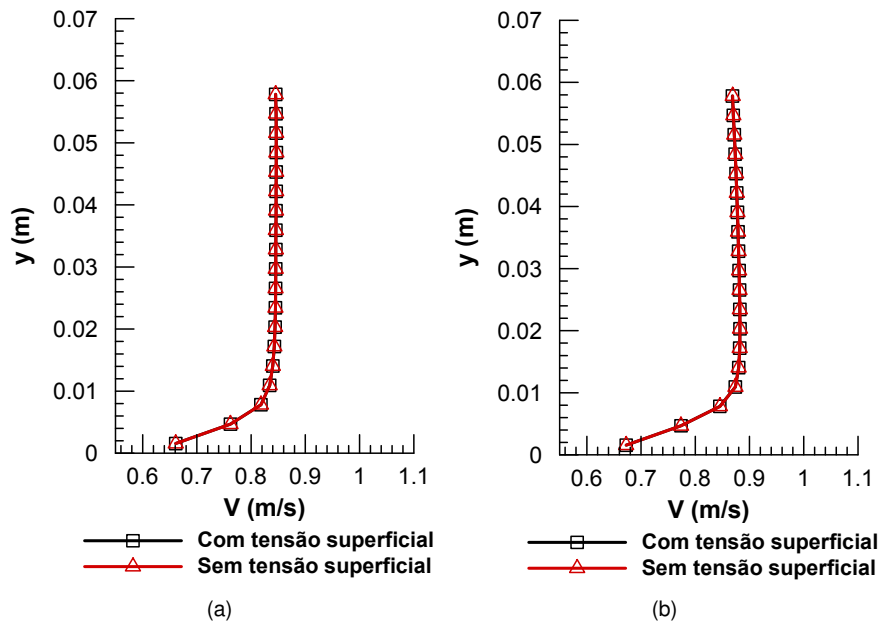 0.07
0.06
0.05
0.04
0.03
0.02
0.01
0
y (m)
0.6 0.7 0.8 0.9 1 1.1
V (m/s)
Com tensão superficial
Sem tensão superficial
(a)
0.07
0.06
0.05
0.04
0.03
0.02
0.01
0
y (m)
0.6 0.7 0.8 0.9 1 1.1
V (m/s)
Com tensão superficial
Sem tensão superficial
(b)